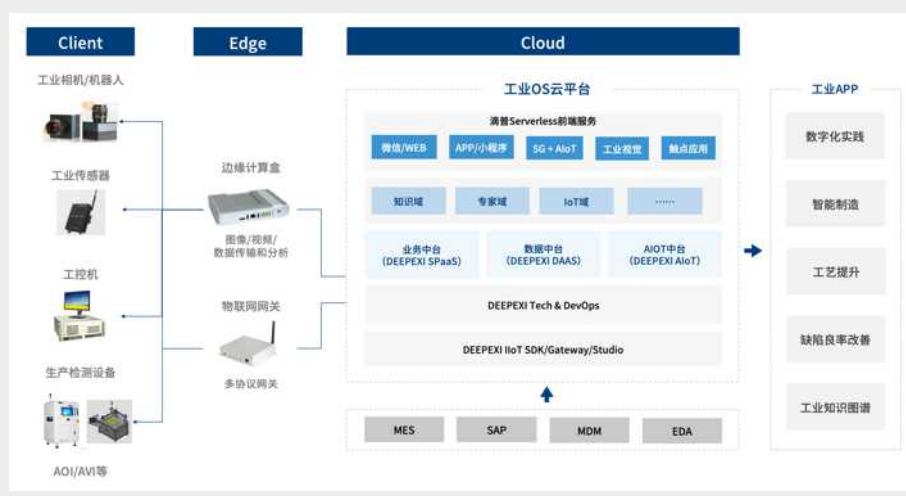 Client
Edge
Cloud
工业相机/机器人
工业传感器
工控机
生产检测设备
AOI/AVI等
边缘计算盒
图像/视频/
数据传输和分析
物联网网关
多协议网关
工业OS云平台
滴普Serverless前端服务
微信/WEB
APP/小程序
5G + AIoT
工业视觉
触点应用
知识域
专家域
IoT域
……
业务中台
(DEEPEXI SPaaS)
数据中台
(DEEPEXI DAAS)
AIOT中台
(DEEPEXI AIoT)
DEEPEXI Tech & DevOps
DEEPEXI IIoT SDK/Gateway/Studio
MES
SAP
MDM
EDA
工业APP
数字化实践
智能制造
工艺提升
缺陷良率改善
工业知识图谱